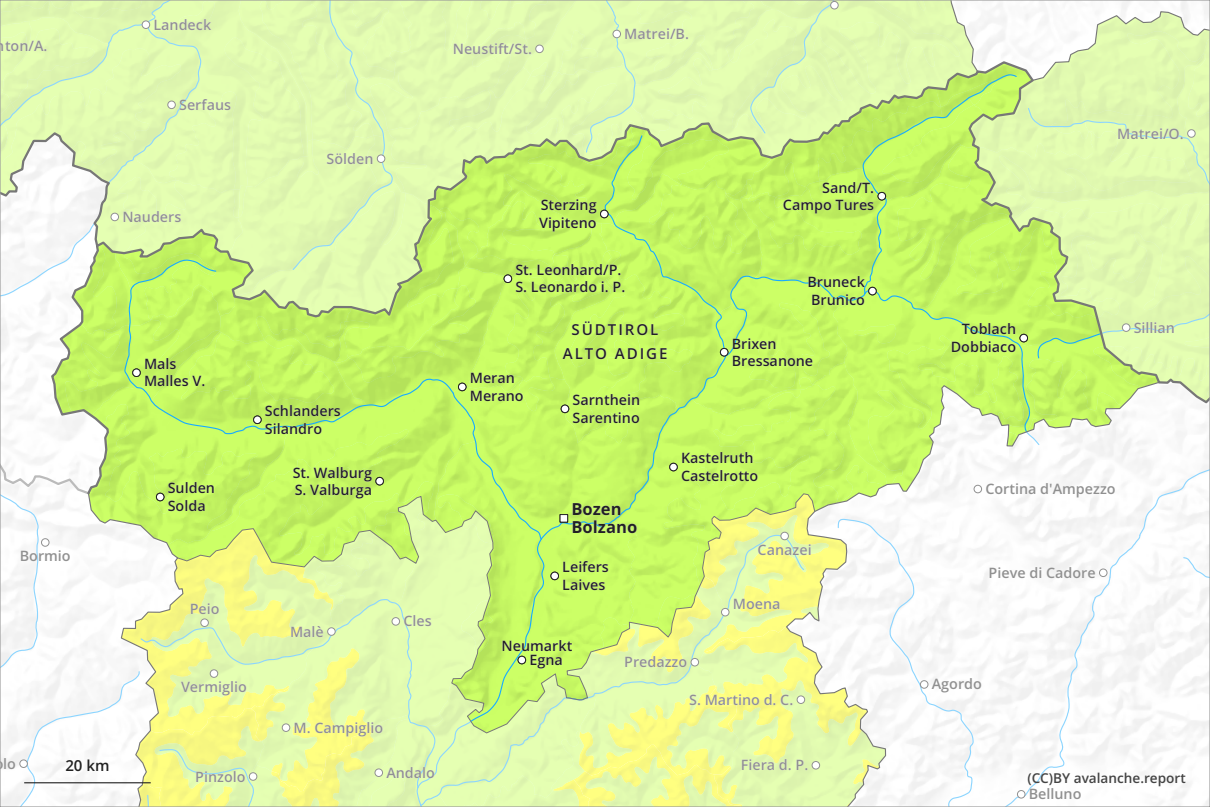 Landeck
Matrei/B.
Neustift/St.
nton/A.
Serfaus
Matrei/O.
Sölden
Sand/T.
Campo Tures
Nauders
Sterzing
Vipiteno
St. Leonhard/P.
S. Leonardo i. P.
Bruneck
Brunico
SÜDTIROL
ALTO ADIGE
Toblach
Dobbiaco
Sillian
Brixen
Bressanone
Mals
Malles V.
Meran
Merano
Sarnthein
Sarentino
Schlanders
Silandro
Kastelruth
Castelrotto
St. Walburg
S. Valburga
Sulden
Solda
Cortina d'Ampezzo
Bozen
Bolzano
Bormio
Canazei
Leifers
Laives
Pieve di Cadore
Peio
Moena
Malè
Cles
Neumarkt
Egna
Predazzo
Vermiglio
Agordo
S. Martino d. C.
M. Campiglio
olo
20 km
Pinzolo
Andalo
Fiera d. P.
(CC)BY avalanche.report
Belluno